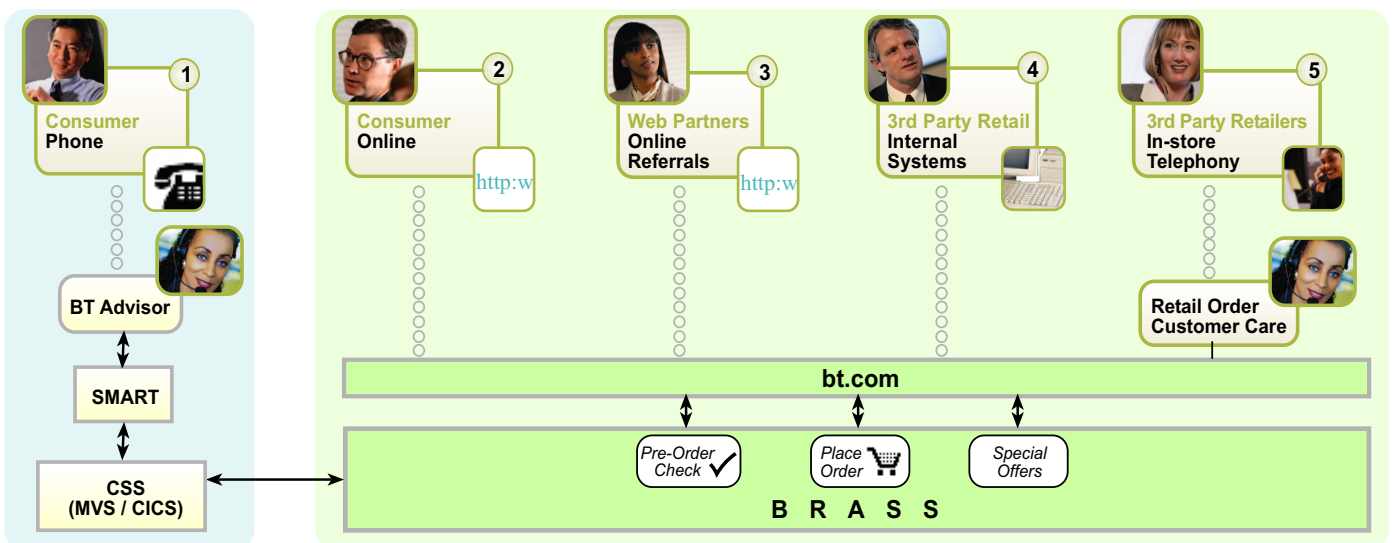 1
Consumer
Phone
2
Consumer
Online
http:w
3
Web Partners
Online
Referrals
http:w
4
3rd Party Retail
Internal
Systems
5
3rd Party Retailers
In-store
Telephony
BT Advisor
SMART
CSS
(MVS / CICS)
Retail Order
Customer Care
bt.com
Pre-Order
Check
Place
Order
Special
Offers
B R A S S